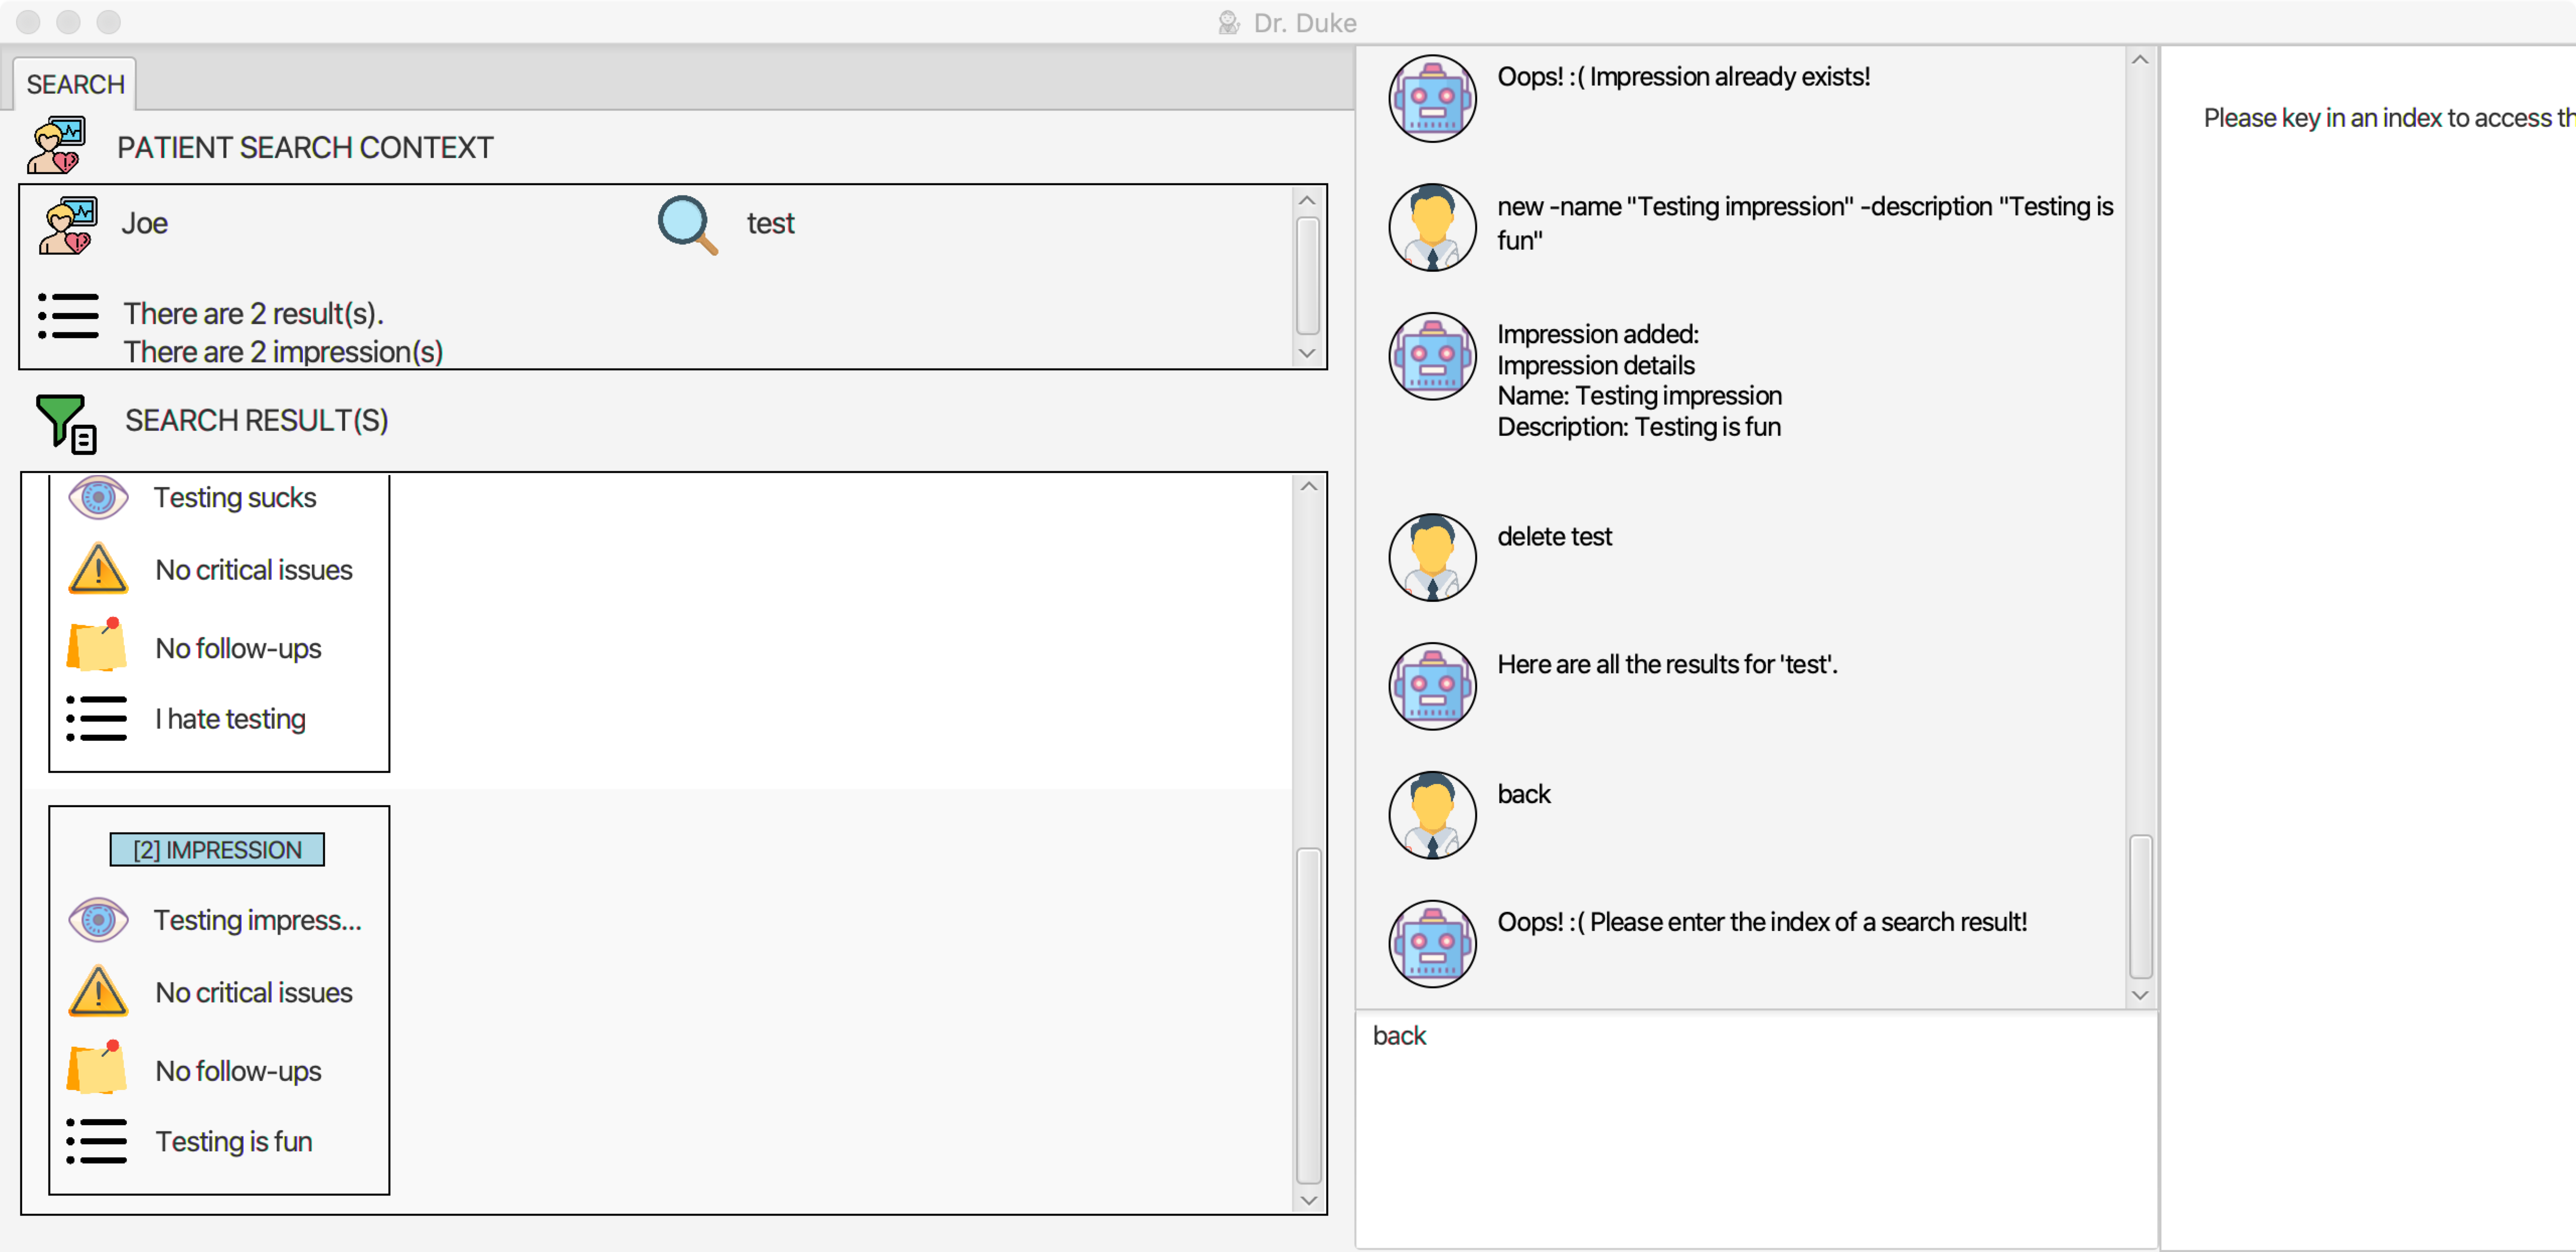 Dr. Duke
SEARCH
PATIENT SEARCH CONTEXT
Joe
test
There are 2 result(s).
There are 2 impression(s)
SEARCH RESULT(S)
Testing sucks
No critical issues
No follow-ups
I hate testing
[2] IMPRESSION
Testing impress...
No critical issues
No follow-ups
Testing is fun
Oops! :( Impression already exists!
new -name "Testing impression" -description "Testing is
fun"
Impression added:
Impression details
Name: Testing impression
Description: Testing is fun
delete test
Here are all the results for 'test'.
back
Oops! :( Please enter the index of a search result!
back
Please key in an index to access th